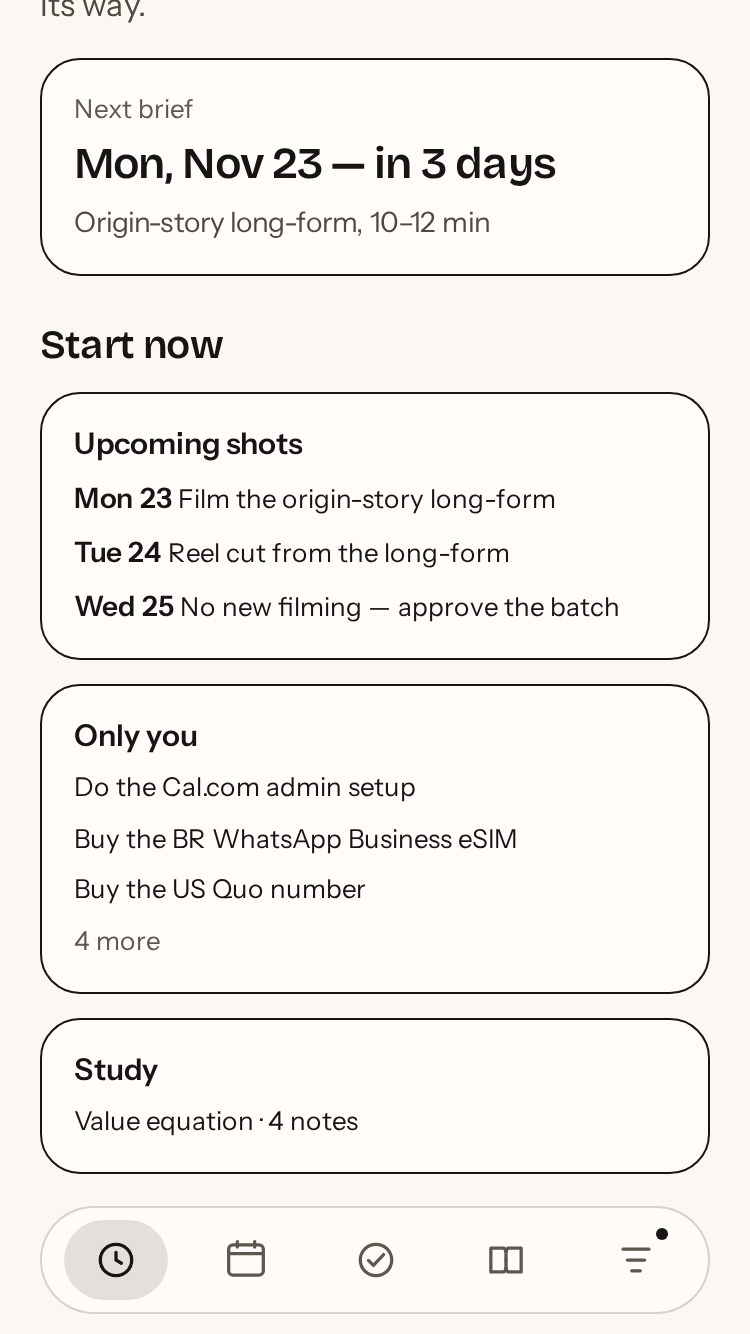 its way.
Next brief
Mon, Nov 23 — in 3 days
Origin-story long-form, 10–12 min
Start now
Upcoming shots
Mon 23 Film the origin-story long-form
Tue 24 Reel cut from the long-form
Wed 25 No new filming — approve the batch
Only you
Do the Cal.com admin setup
Buy the BR WhatsApp Business eSIM
Buy the US Quo number
4 more
Study
Value equation · 4 notes